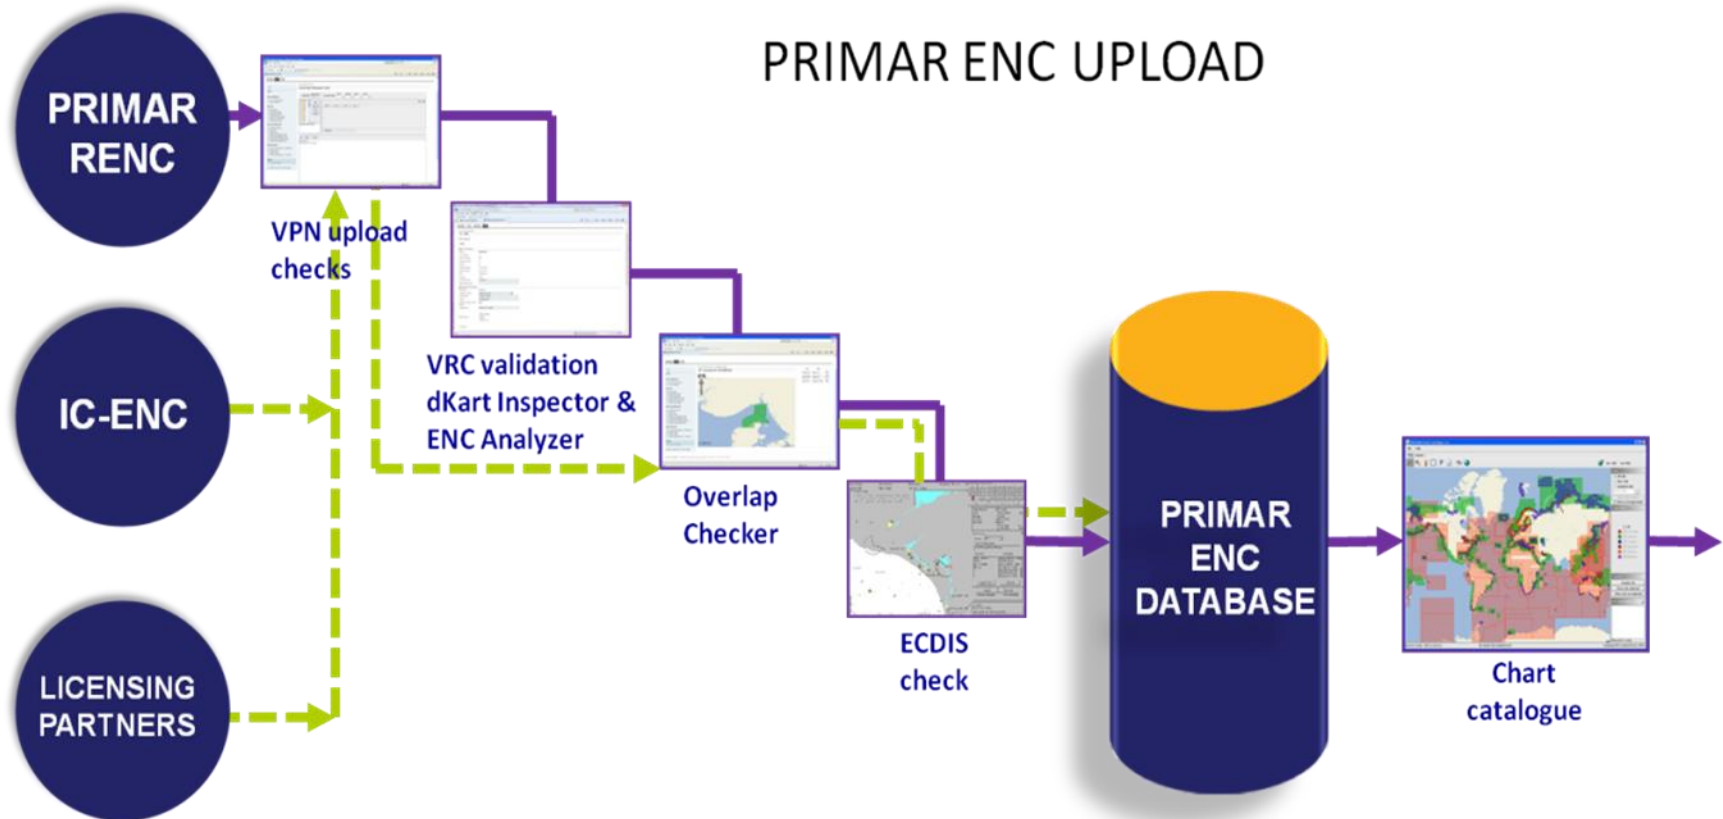 PRIMAR ENC UPLOAD
PRIMAR
RENC
VPN upload
checks
IC-ENC
VRC validation
dKart Inspector &
ENC Analyzer
Overlap
Checker
LICENSING
PARTNERS
ECDIS
check
PRIMAR
ENC
DATABASE
Chart
catalogue